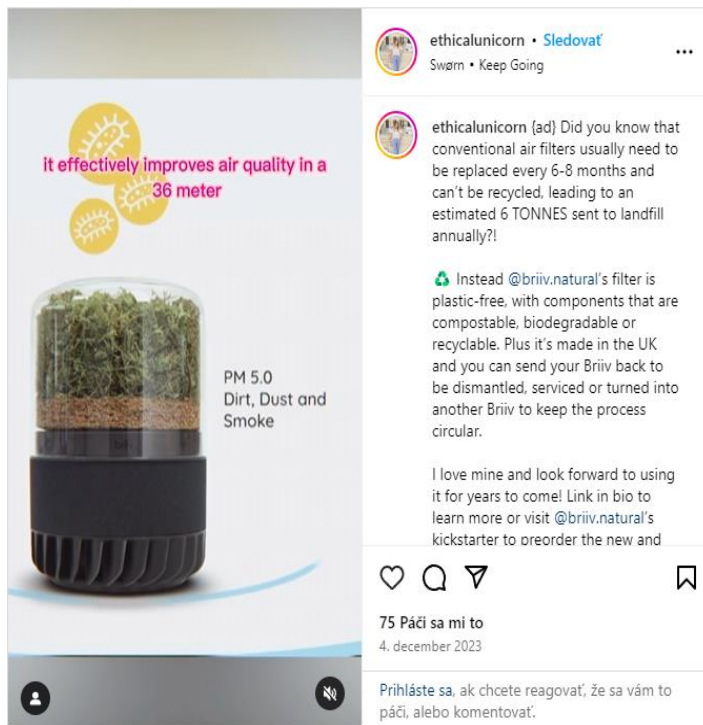 it effectively improves air quality in a
36 meter
PM 5.0
Dirt, Dust and
Smoke
ethicalunicorn • Sledovať
Swørn • Keep Going
ethicalunicorn {ad} Did you know that
conventional air filters usually need to
be replaced every 6-8 months and
can't be recycled, leading to an
estimated 6 TONNES sent to landfill
annually?!
♻️ Instead @briiv.natural's filter is
plastic-free, with components that are
compostable, biodegradable or
recyclable. Plus it's made in the UK
and you can send your Briiv back to
be dismantled, serviced or turned into
another Briiv to keep the process
circular.
I love mine and look forward to using
it for years to come! Link in bio to
learn more or visit @briiv.natural's
kickstarter to preorder the new and
75 Páči sa mi to
4. december 2023
Prihláste sa, ak chcete reagovať, že sa vám to
páči, alebo komentovať.